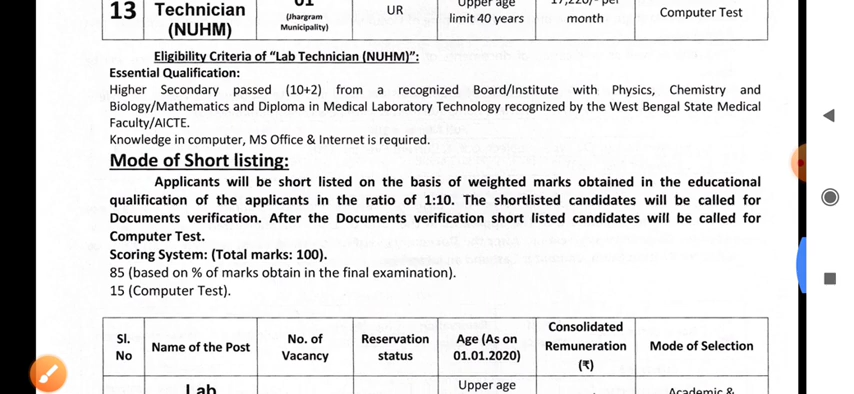 13 Technician (NUHM) 01 (Jhargram Municipality) UR Upper age limit 40 years 17,220/- per month Computer Test
Eligibility Criteria of "Lab Technician (NUHM)":
Essential Qualification:
Higher Secondary passed (10+2) from a recognized Board/Institute with Physics, Chemistry and
Biology/Mathematics and Diploma in Medical Laboratory Technology recognized by the West Bengal State Medical
Faculty/AICTE.
Knowledge in computer, MS Office & Internet is required.
Mode of Short listing:
Applicants will be short listed on the basis of weighted marks obtained in the educational
qualification of the applicants in the ratio of 1:10. The shortlisted candidates will be called for
Documents verification. After the Documents verification short listed candidates will be called for
Computer Test.
Scoring System: (Total marks: 100).
85 (based on % of marks obtain in the final examination).
15 (Computer Test).
Sl. No Name of the Post No. of Vacancy Reservation status Age (As on 01.01.2020) Consolidated Remuneration (₹) Mode of Selection
Lab Upper age Academic &